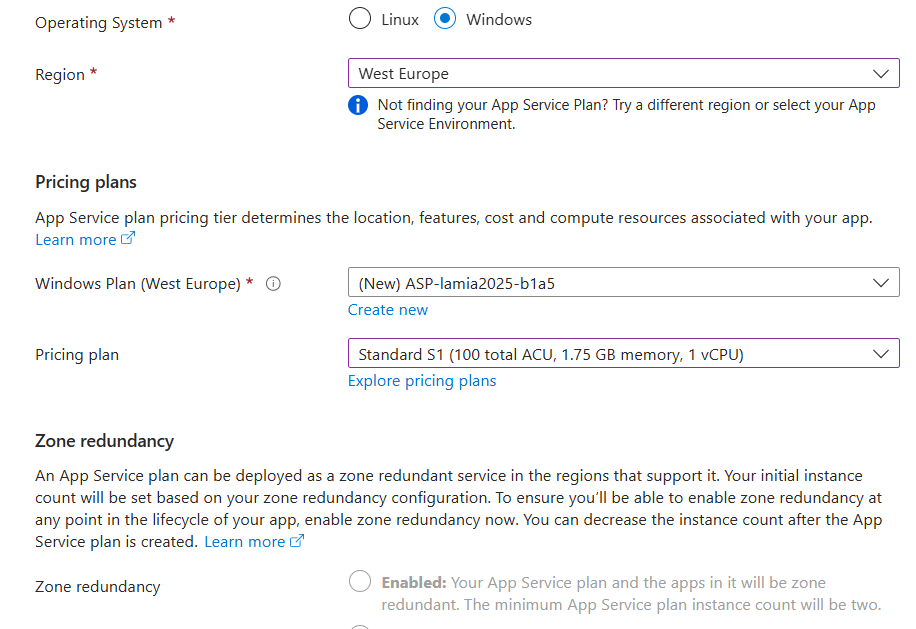 Operating System *
Linux
Windows
Region *
West Europe
Not finding your App Service Plan? Try a different region or select your App
Service Environment.
Pricing plans
App Service plan pricing tier determines the location, features, cost and compute resources associated with your app.
Learn more
Windows Plan (West Europe) *
(New) ASP-lamia2025-b1a5
Create new
Pricing plan
Standard S1 (100 total ACU, 1.75 GB memory, 1 vCPU)
Explore pricing plans
Zone redundancy
An App Service plan can be deployed as a zone redundant service in the regions that support it. Your initial instance
count will be set based on your zone redundancy configuration. To ensure you'll be able to enable zone redundancy at
any point in the lifecycle of your app, enable zone redundancy now. You can decrease the instance count after the App
Service plan is created. Learn more
Zone redundancy
Enabled: Your App Service plan and the apps in it will be zone
redundant. The minimum App Service plan instance count will be two.